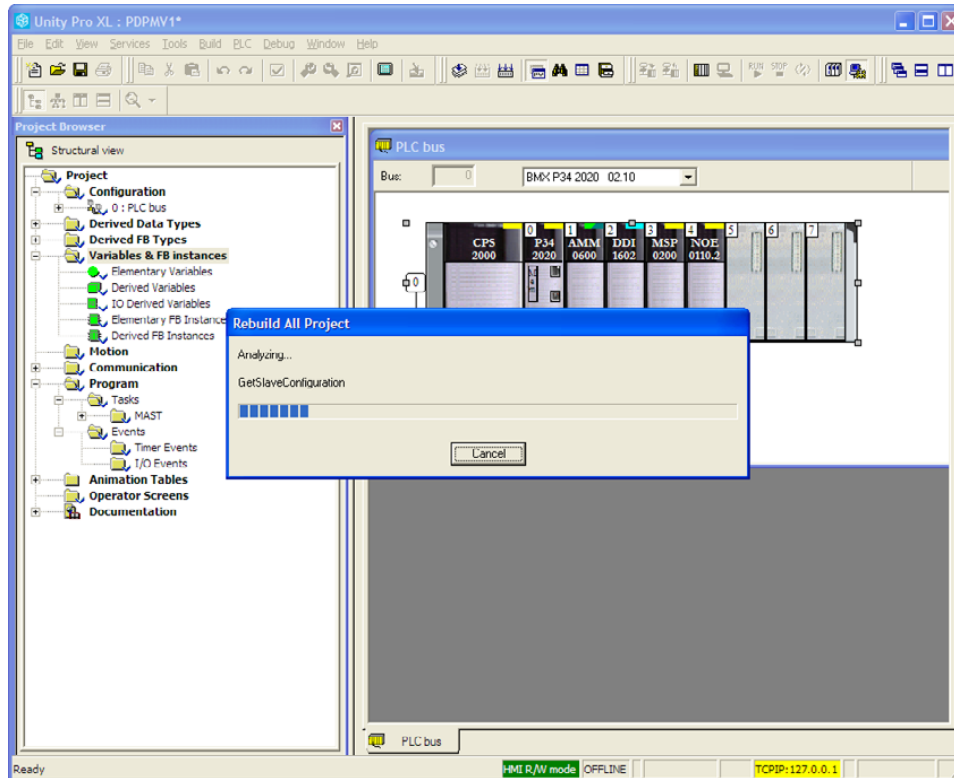 Unity Pro XL : PDPMV1*
File Edit View Services Tools Build PLC Debug Window Help
RUN STOP
Project Browser
Structural view
Project
Configuration
0 : PLC bus
Derived Data Types
Derived FB Types
Variables & FB instances
Elementary Variables
Derived Variables
IO Derived Variables
Elementary FB Instance
Derived FB Instances
Motion
Communication
Program
Tasks
MAST
Events
Timer Events
I/O Events
Animation Tables
Operator Screens
Documentation
PLC bus
Bus: 0 BMX P34 2020 02.10
0 1 2 3 4 5 6 7
CPS P34 AMM DDI MSP NOE
2000 2020 0600 1602 0200 0110.2
0
Rebuild All Project
Analyzing...
GetSlaveConfiguration
Cancel
PLC bus
Ready HMI R/W mode OFFLINE TCPIP:127.0.0.1